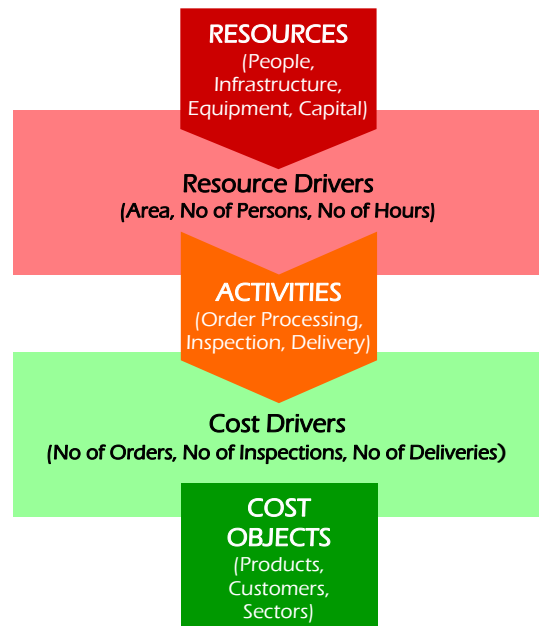 RESOURCES
(People,
Infrastructure,
Equipment, Capital)
Resource Drivers
(Area, No of Persons, No of Hours)
ACTIVITIES
(Order Processing,
Inspection, Delivery)
Cost Drivers
(No of Orders, No of Inspections, No of Deliveries)
COST
OBJECTS
(Products,
Customers,
Sectors)